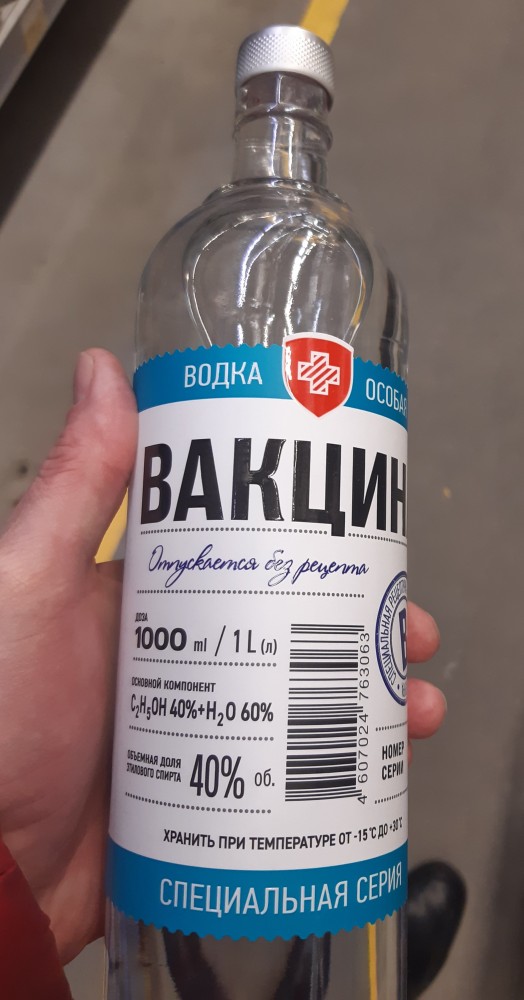 ВОДКА ОСОБАЯ
ВАКЦИН
Отпускается без рецепта
ДОЗА
1000 ml / 1 L (л)
ОСНОВНОЙ КОМПОНЕНТ
C₂H₅OH 40%+H₂O 60%
ОБЪЕМНАЯ ДОЛЯ
ЭТИЛОВОГО СПИРТА
40% об.
4 607024 763063
СПЕЦИАЛЬНАЯ
НОМЕР
СЕРИИ
ХРАНИТЬ ПРИ ТЕМПЕРАТУРЕ ОТ -15 °C ДО +30 °C
СПЕЦИАЛЬНАЯ СЕРИЯ